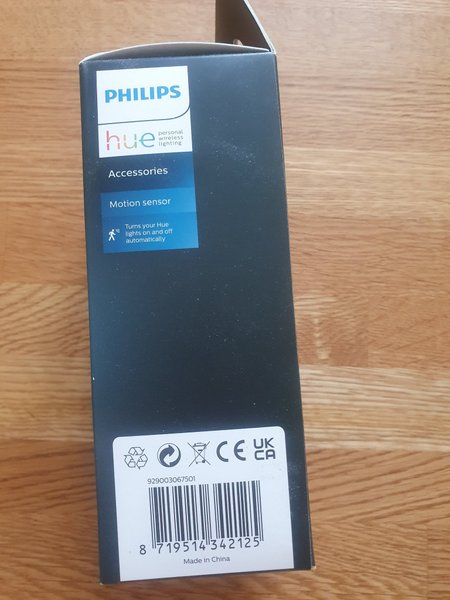 PHILIPS
hue personal
wireless
lighting
Accessories
Motion sensor
Turns your Hue
lights on and off
automatically
CE UK
CA
929003067501
8 719514 342125
Made in China